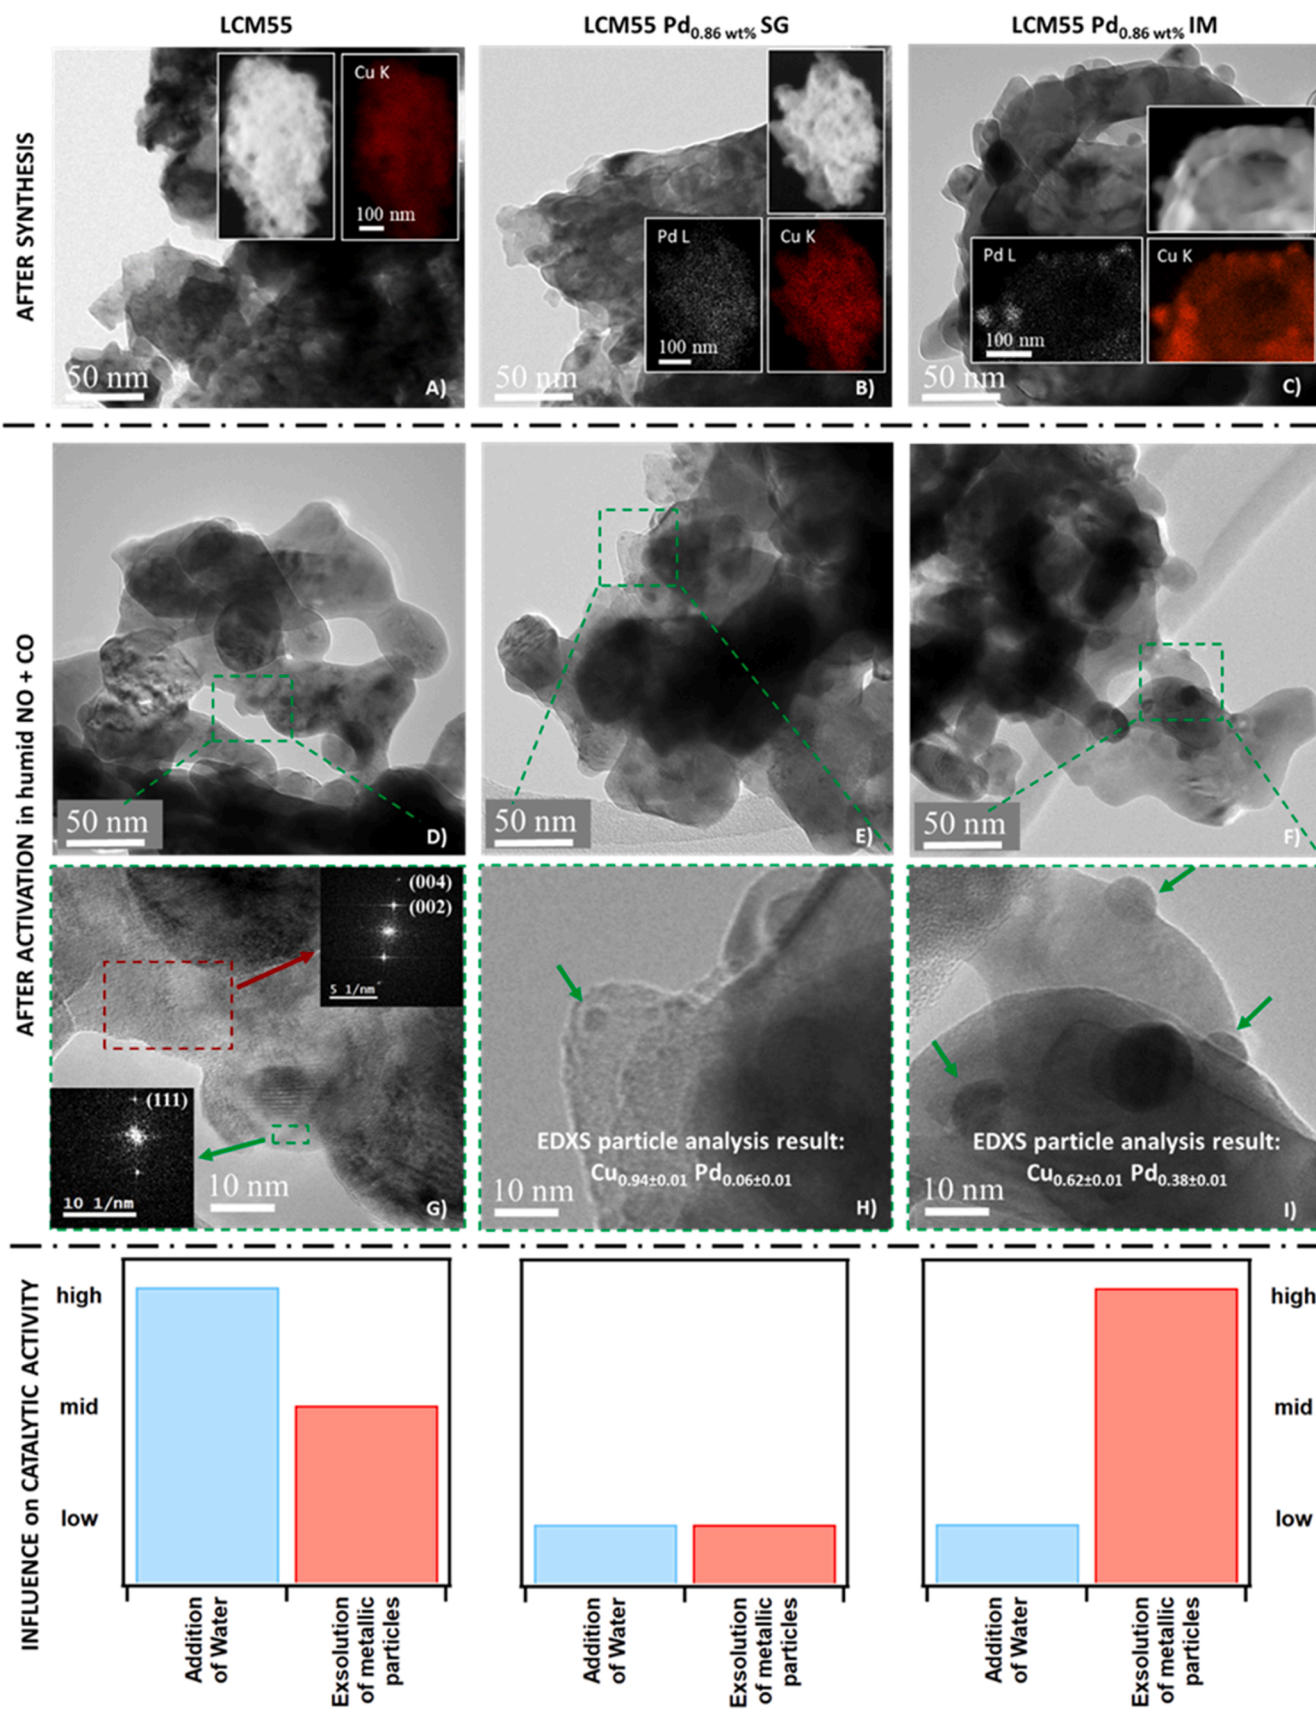 LCM55
LCM55 Pd0.86 wt% SG
LCM55 Pd0.86 wt% IM
AFTER SYNTHESIS
Cu K
100 nm
50 nm
A)
Pd L
Cu K
100 nm
50 nm
B)
Pd L
Cu K
100 nm
50 nm
C)
AFTER ACTIVATION in humid NO + CO
50 nm
D)
50 nm
E)
50 nm
F)
(004)
(002)
5 1/nm
(111)
10 1/nm
10 nm
G)
EDXS particle analysis result:
Cu0.94±0.01 Pd0.06±0.01
10 nm
H)
EDXS particle analysis result:
Cu0.62±0.01 Pd0.38±0.01
10 nm
I)
INFLUENCE on CATALYTIC ACTIVITY
high
mid
low
Addition
of Water
Exsolution
of metallic
particles
Addition
of Water
Exsolution
of metallic
particles
Addition
of Water
Exsolution
of metallic
particles
high
mid
low